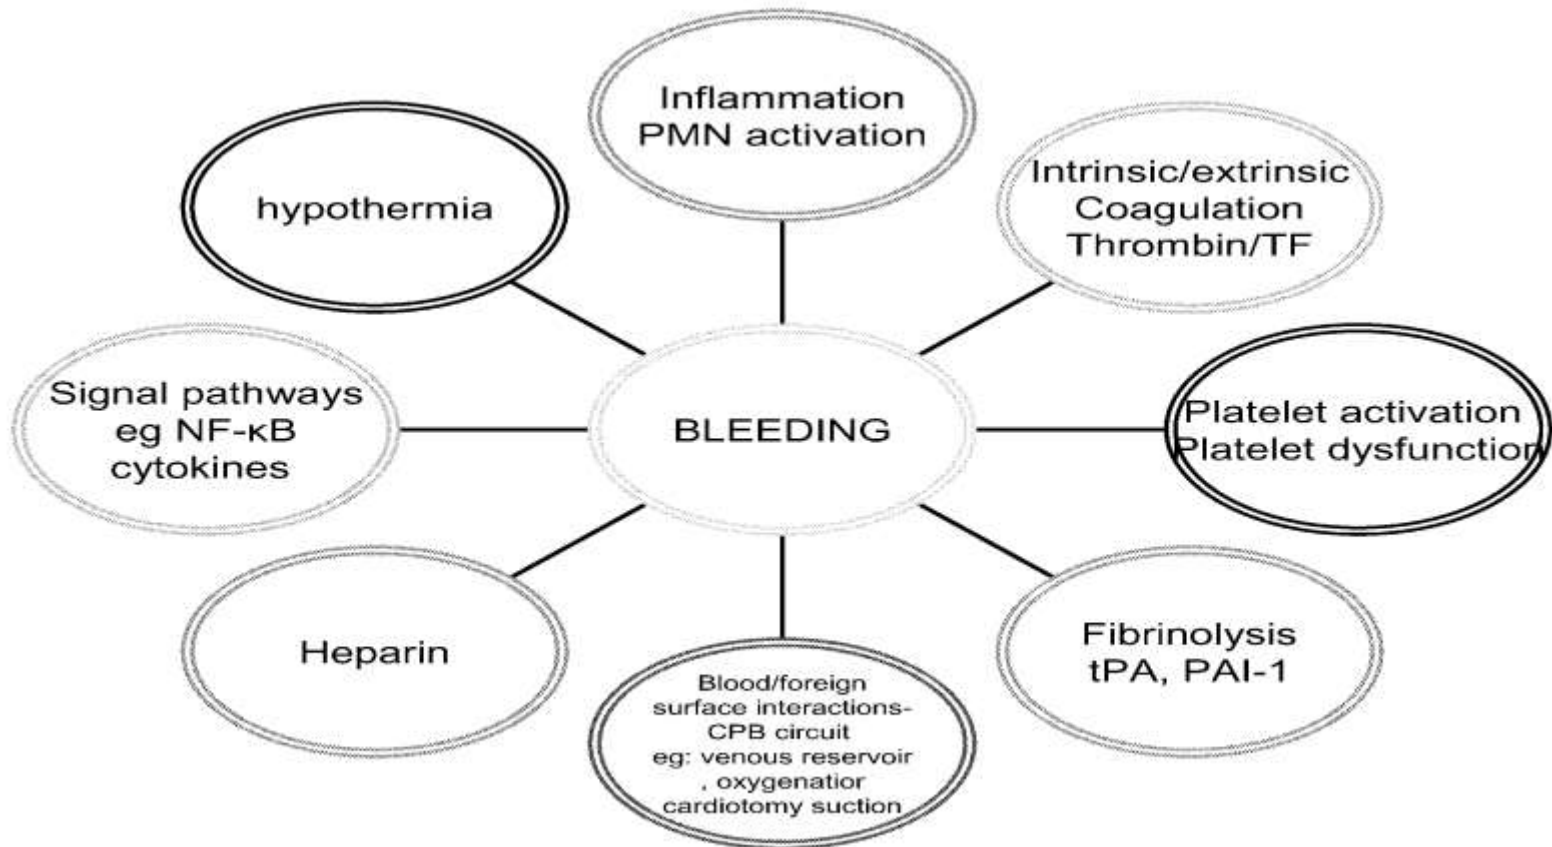 Inflammation
PMN activation
hypothermia
Intrinsic/extrinsic
Coagulation
Thrombin/TF
Signal pathways
eg NF-κB
cytokines
BLEEDING
Platelet activation
Platelet dysfunction
Heparin
Fibrinolysis
tPA, PAI-1
Blood/foreign
surface interactions-
CPB circuit
eg: venous reservoir
, oxygenatior
cardiotomy suction